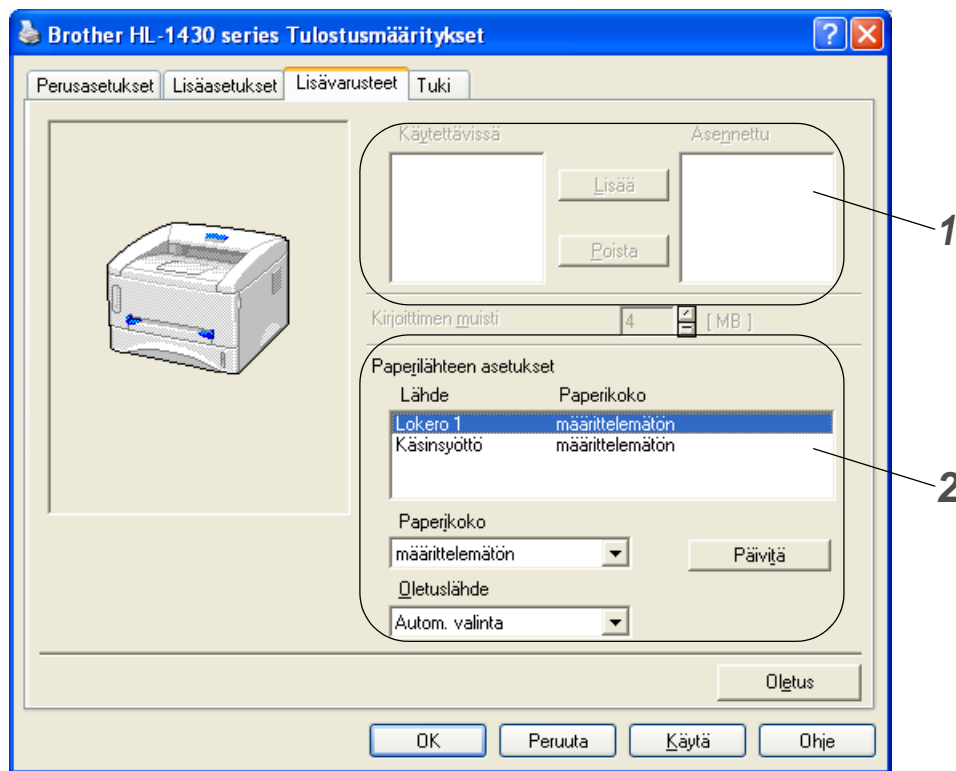 Brother HL-1430 series Tulostusmääritykset
Perusasetukset Lisäasetukset Lisävarusteet Tuki
Käytettävissä Asennettu
Lisää
Poista
1
Kirjoittimen muisti 4 [ MB ]
Paperilähteen asetukset
Lähde Paperikoko
Lokero 1 määrittelemätön
Käsinsyöttö määrittelemätön
2
Paperikoko
määrittelemätön Päivitä
Oletuslähde
Autom. valinta
Oletus
OK Peruuta Käytä Ohje